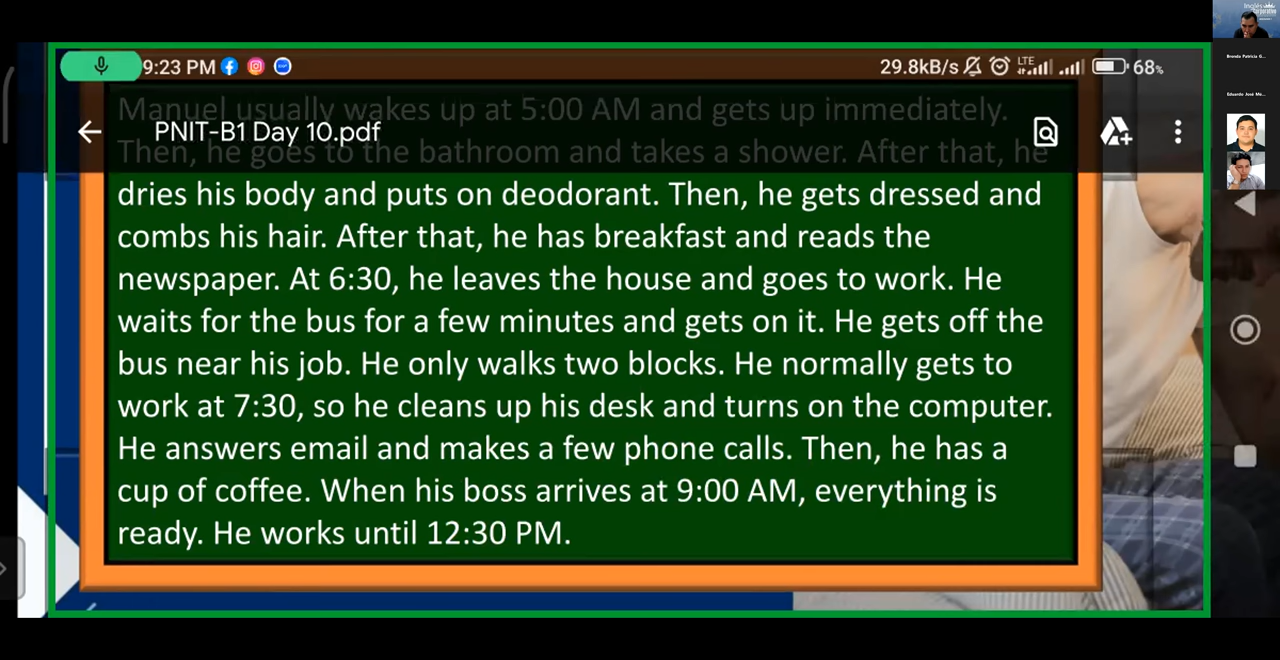 9:23 PM
29.8kB/s
LTE
68%
PNIT-B1 Day 10.pdf
Manuel usually wakes up at 5:00 AM and gets up immediately.
Then, he goes to the bathroom and takes a shower. After that, he
dries his body and puts on deodorant. Then, he gets dressed and
combs his hair. After that, he has breakfast and reads the
newspaper. At 6:30, he leaves the house and goes to work. He
waits for the bus for a few minutes and gets on it. He gets off the
bus near his job. He only walks two blocks. He normally gets to
work at 7:30, so he cleans up his desk and turns on the computer.
He answers email and makes a few phone calls. Then, he has a
cup of coffee. When his boss arrives at 9:00 AM, everything is
ready. He works until 12:30 PM.
Brenda Patricia G...
Eduardo José Mo...